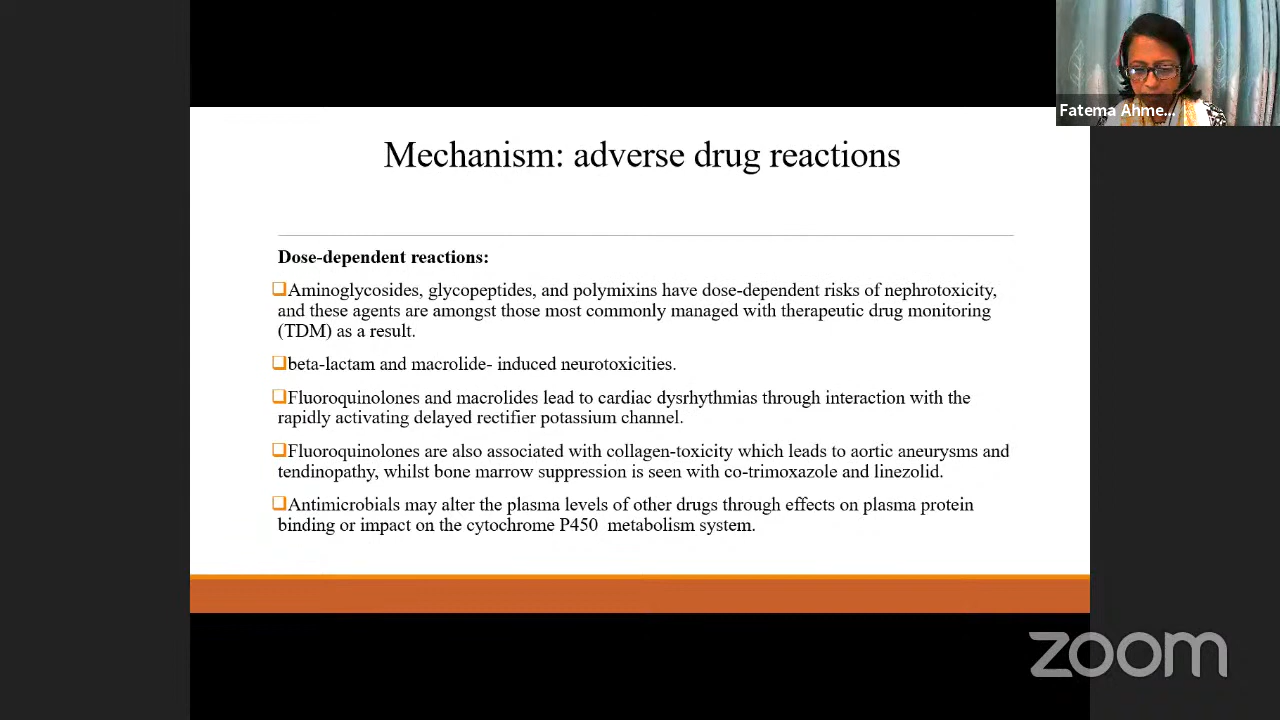 Fatema Ahme...
Mechanism: adverse drug reactions
Dose-dependent reactions:
Aminoglycosides, glycopeptides, and polymixins have dose-dependent risks of nephrotoxicity,
and these agents are amongst those most commonly managed with therapeutic drug monitoring
(TDM) as a result.
beta-lactam and macrolide- induced neurotoxicities.
Fluoroquinolones and macrolides lead to cardiac dysrhythmias through interaction with the
rapidly activating delayed rectifier potassium channel.
Fluoroquinolones are also associated with collagen-toxicity which leads to aortic aneurysms and
tendinopathy, whilst bone marrow suppression is seen with co-trimoxazole and linezolid.
Antimicrobials may alter the plasma levels of other drugs through effects on plasma protein
binding or impact on the cytochrome P450 metabolism system.
zoom